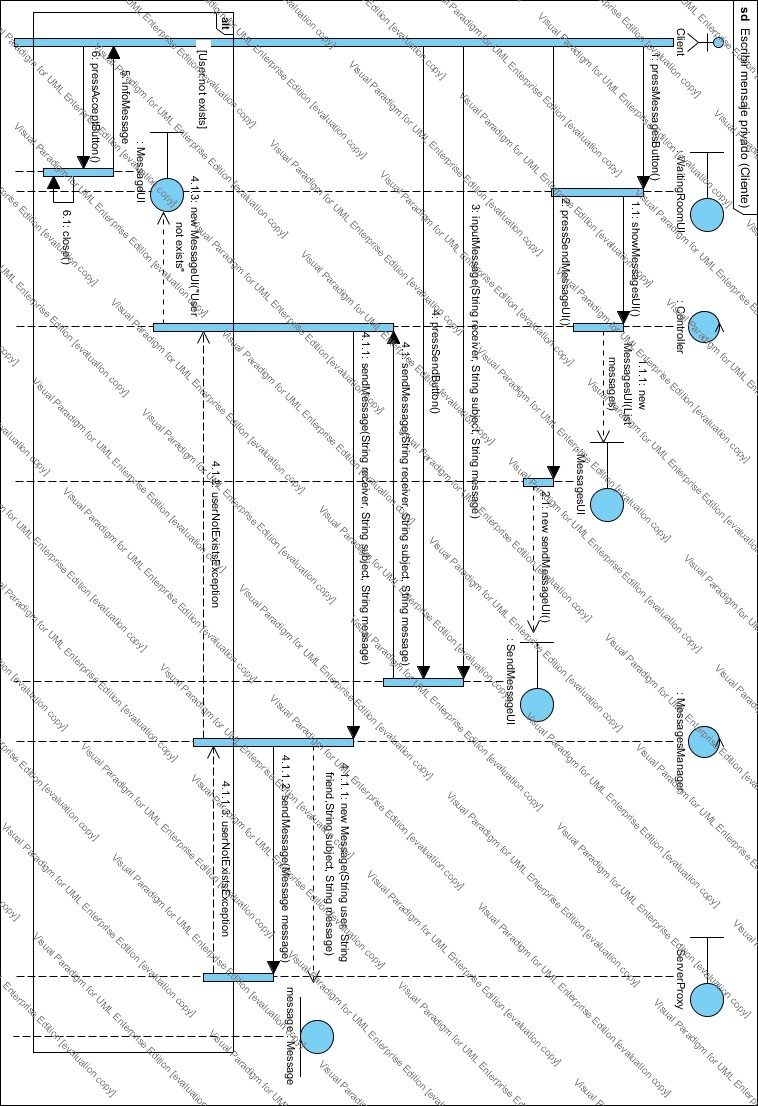 sd Escribir mensaje privado (Cliente)
Client
: WaitingRoomUI
: Controller
: MessagesManager
: ServerProxy
1: pressMessagesButton()
1.1: showMessagesUI()
1.1.1: new
MessagesUI(List
messages)
: MessagesUI
2: pressSendMessageUI()
2.1: new sendMessageUI()
: SendMessageUI
3: inputMessage(String receiver, String subject, String message)
4: pressSendButton()
4.1: sendMessage(String receiver, String subject, String message)
4.1.1: sendMessage(String receiver, String subject, String message)
4.1.1.1: new Message(String user, String
friend,String subject, String message)
message : Message
4.1.1.2: sendMessage(Message message)
alt
[User not exists]
4.1.1.3: userNotExistsException
4.1.2: userNotExistsException
4.1.3: new MessageUI("User
not exists"
: MessageUI
5: InfoMessage
6: pressAcceptButton()
6.1: close()
Visual Paradigm for UML Enterprise Edition [evaluation copy]